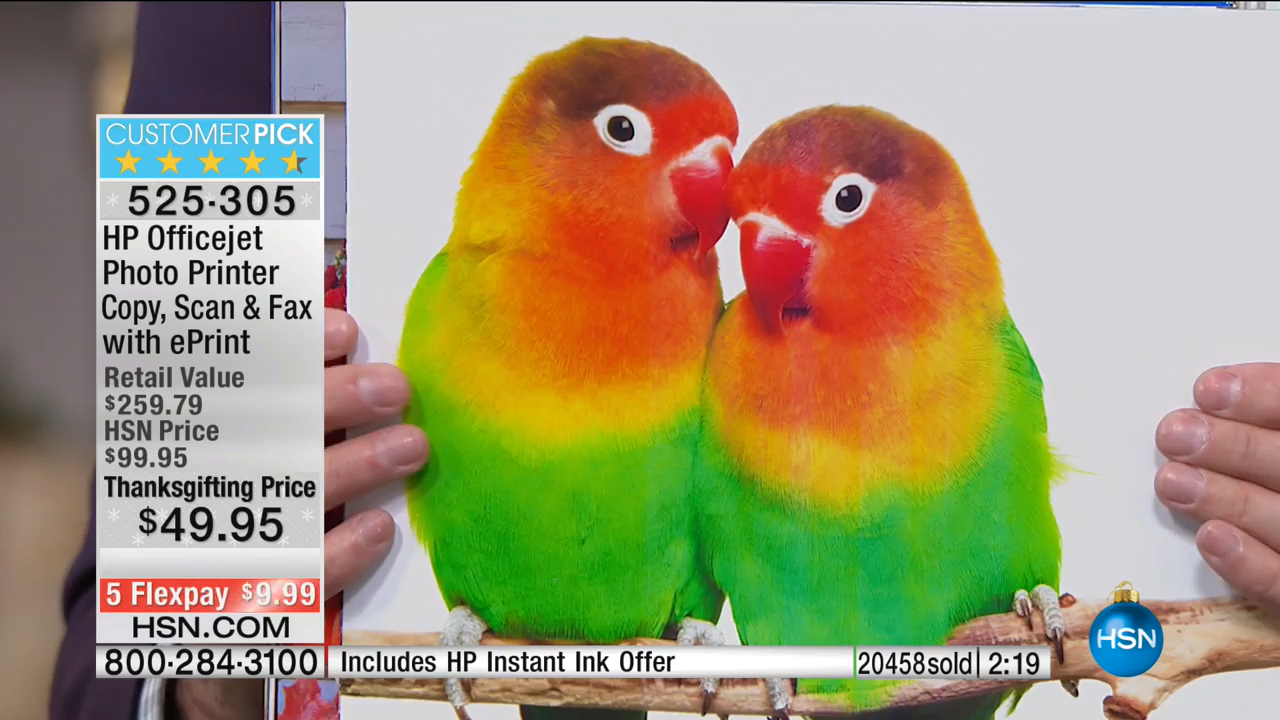 CUSTOMERPICK
525·305
HP Officejet
Photo Printer
Copy, Scan & Fax
with ePrint
Retail Value
$259.79
HSN Price
$99.95
Thanksgifting Price
$49.95
5 Flexpay $9.99
HSN.COM
800·284·3100
Includes HP Instant Ink Offer
20458sold
2:19
HSN